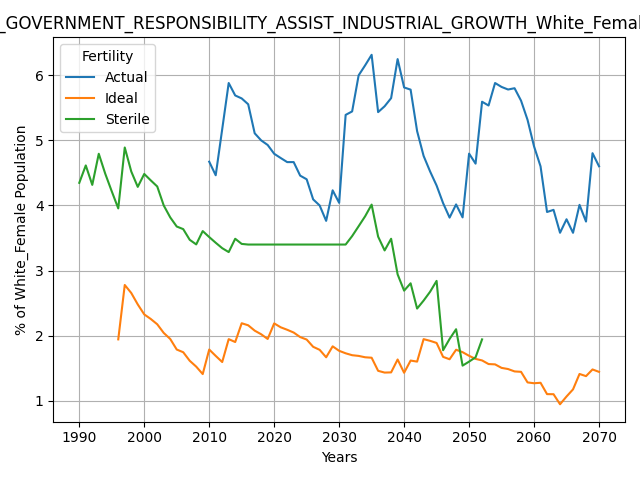 _GOVERNMENT_RESPONSIBILITY_ASSIST_INDUSTRIAL_GROWTH_White_Femal
Fertility
Actual
Ideal
Sterile
% of White_Female Population
6
5
4
3
2
1
1990 2000 2010 2020 2030 2040 2050 2060 2070
Years